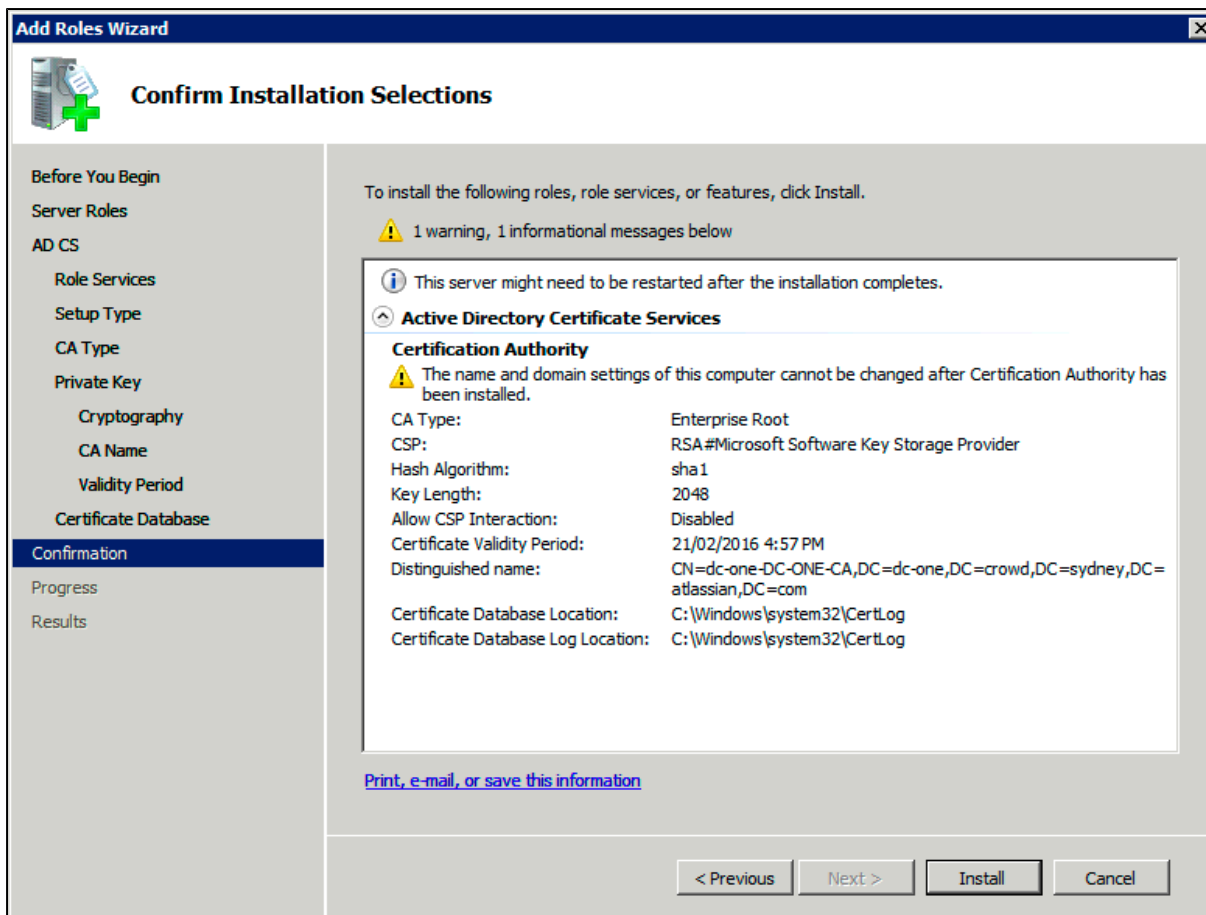 Add Roles Wizard
Confirm Installation Selections
Before You Begin
Server Roles
AD CS
Role Services
Setup Type
CA Type
Private Key
Cryptography
CA Name
Validity Period
Certificate Database
Confirmation
Progress
Results
To install the following roles, role services, or features, click Install.
1 warning, 1 informational messages below
This server might need to be restarted after the installation completes.
Active Directory Certificate Services
Certification Authority
The name and domain settings of this computer cannot be changed after Certification Authority has
been installed.
CA Type: Enterprise Root
CSP: RSA#Microsoft Software Key Storage Provider
Hash Algorithm: sha1
Key Length: 2048
Allow CSP Interaction: Disabled
Certificate Validity Period: 21/02/2016 4:57 PM
Distinguished name: CN=dc-one-DC-ONE-CA,DC=dc-one,DC=crowd,DC=sydney,DC=
atlassian,DC=com
Certificate Database Location: C:\Windows\system32\CertLog
Certificate Database Log Location: C:\Windows\system32\CertLog
Print, e-mail, or save this information
< Previous Next > Install Cancel